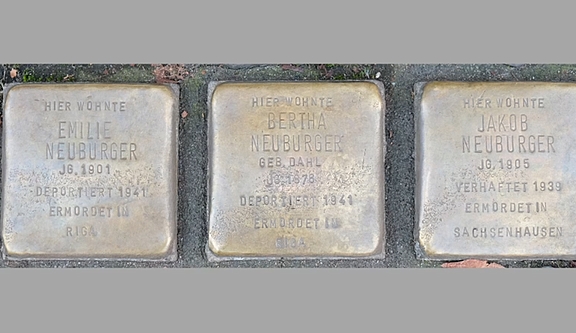 HIER WOHNTE
EMILIE
NEUBURGER
JG. 1901
DEPORTIERT 1941
ERMORDET IN
RIGA
HIER WOHNTE
BERTHA
NEUBURGER
GEB. DAHL
JG. 1878
DEPORTIERT 1941
ERMORDET IN
RIGA
HIER WOHNTE
JAKOB
NEUBURGER
JG. 1905
VERHAFTET 1939
ERMORDET IN
SACHSENHAUSEN